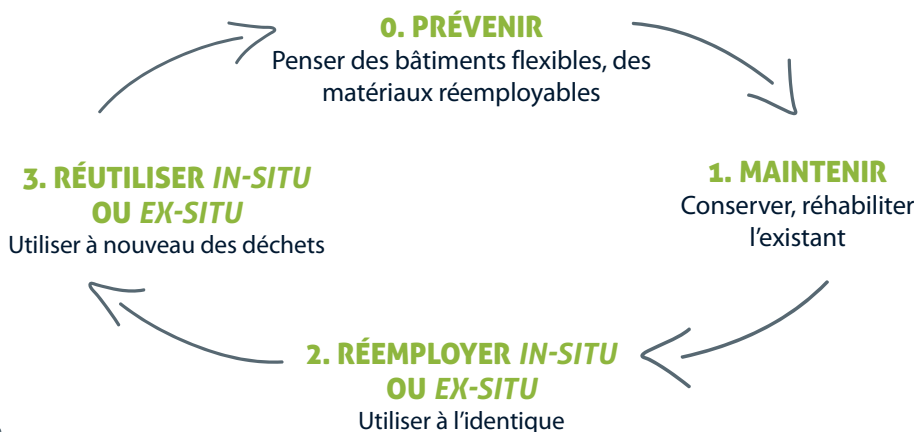 0. PRÉVENIR
Penser des bâtiments flexibles, des
matériaux réemployables
1. MAINTENIR
Conserver, réhabiliter
l'existant
2. RÉEMPLOYER IN-SITU
OU EX-SITU
Utiliser à l'identique
3. RÉUTILISER IN-SITU
OU EX-SITU
Utiliser à nouveau des déchets